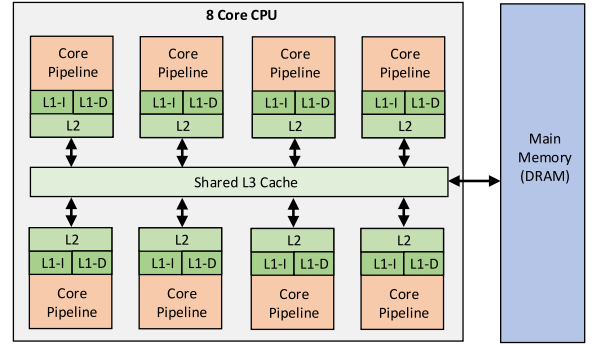 8 Core CPU
Core
Pipeline
L1-I L1-D
L2
Core
Pipeline
L1-I L1-D
L2
Core
Pipeline
L1-I L1-D
L2
Core
Pipeline
L1-I L1-D
L2
Shared L3 Cache
Main
Memory
(DRAM)
L2
L1-I L1-D
Core
Pipeline
L2
L1-I L1-D
Core
Pipeline
L2
L1-I L1-D
Core
Pipeline
L2
L1-I L1-D
Core
Pipeline